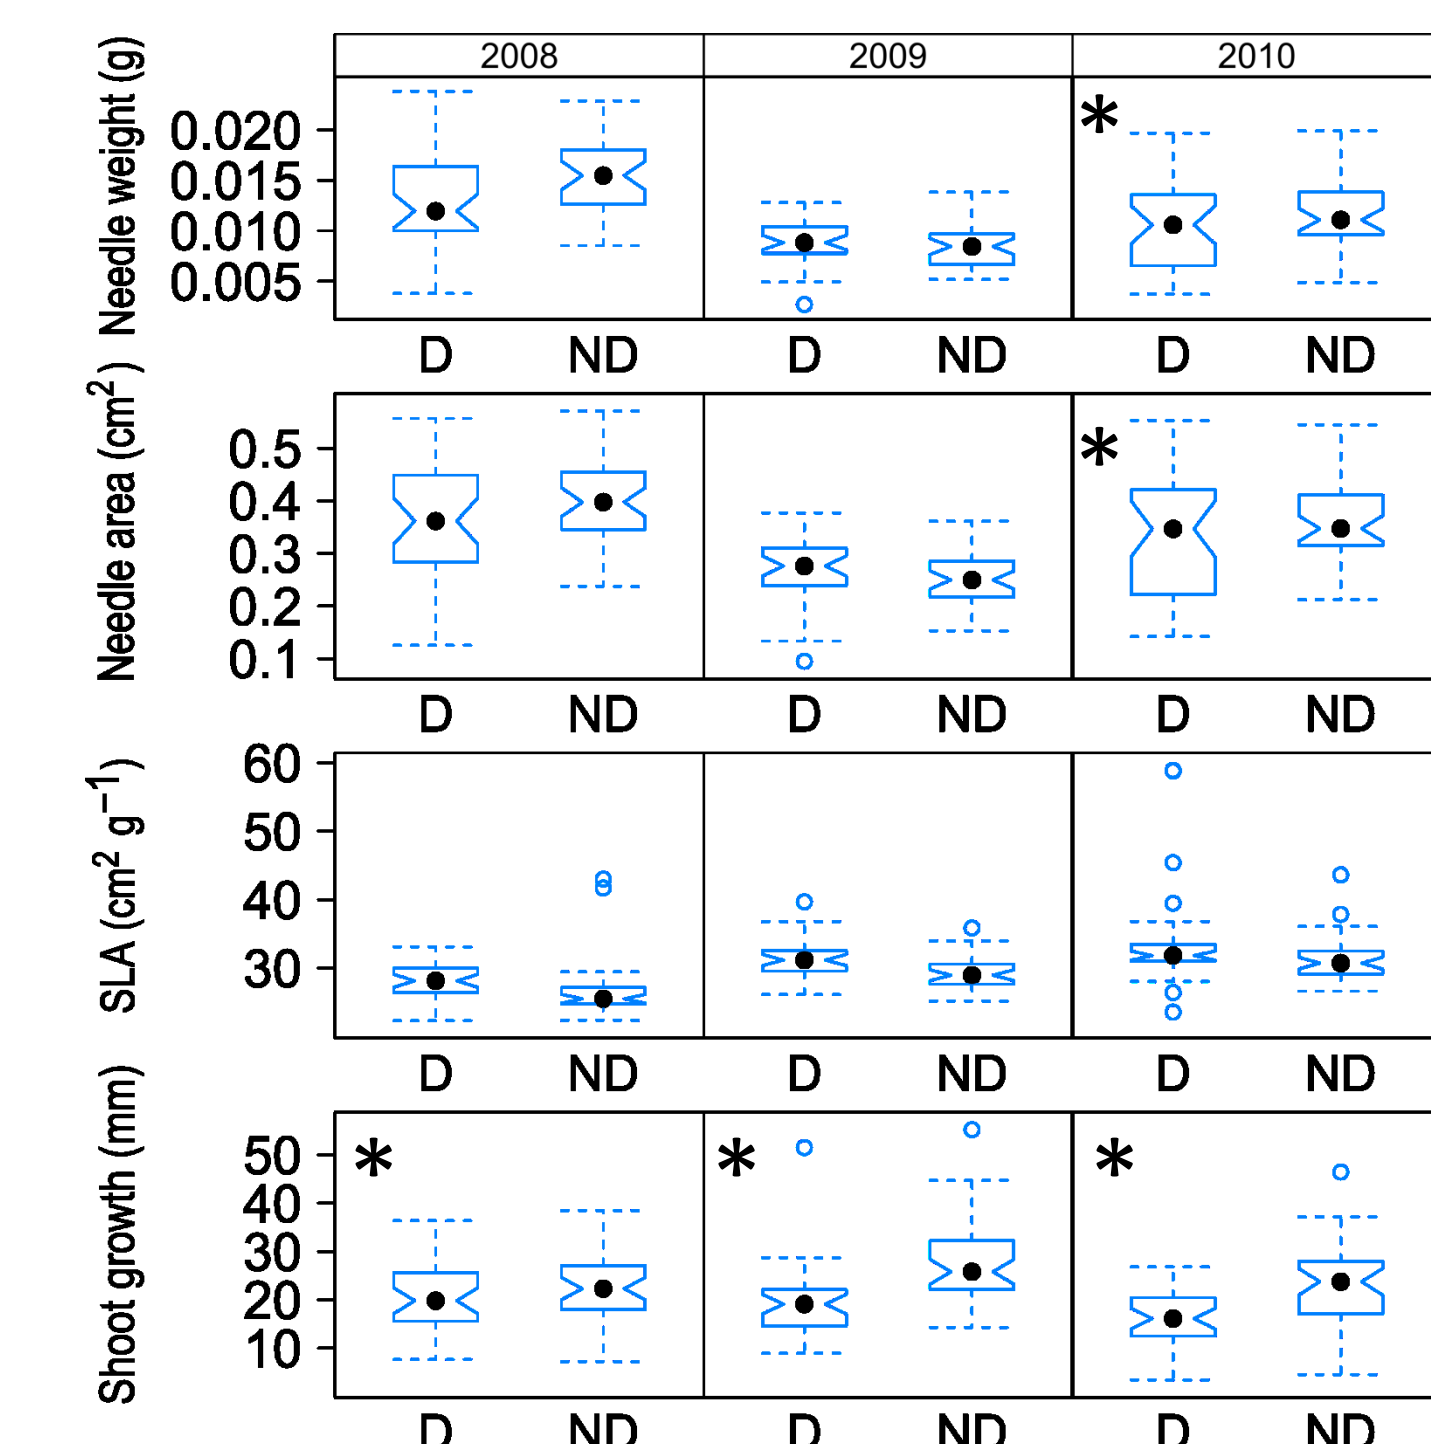 2008 2009 2010
Needle weight (g)
0.020
0.015
0.010
0.005
* 
D ND D ND D ND
Needle area (cm²)
0.5
0.4
0.3
0.2
0.1
*
D ND D ND D ND
SLA (cm² g⁻¹)
60
50
40
30
D ND D ND D ND
Shoot growth (mm)
50
40
30
20
10
* * *
D ND D ND D ND